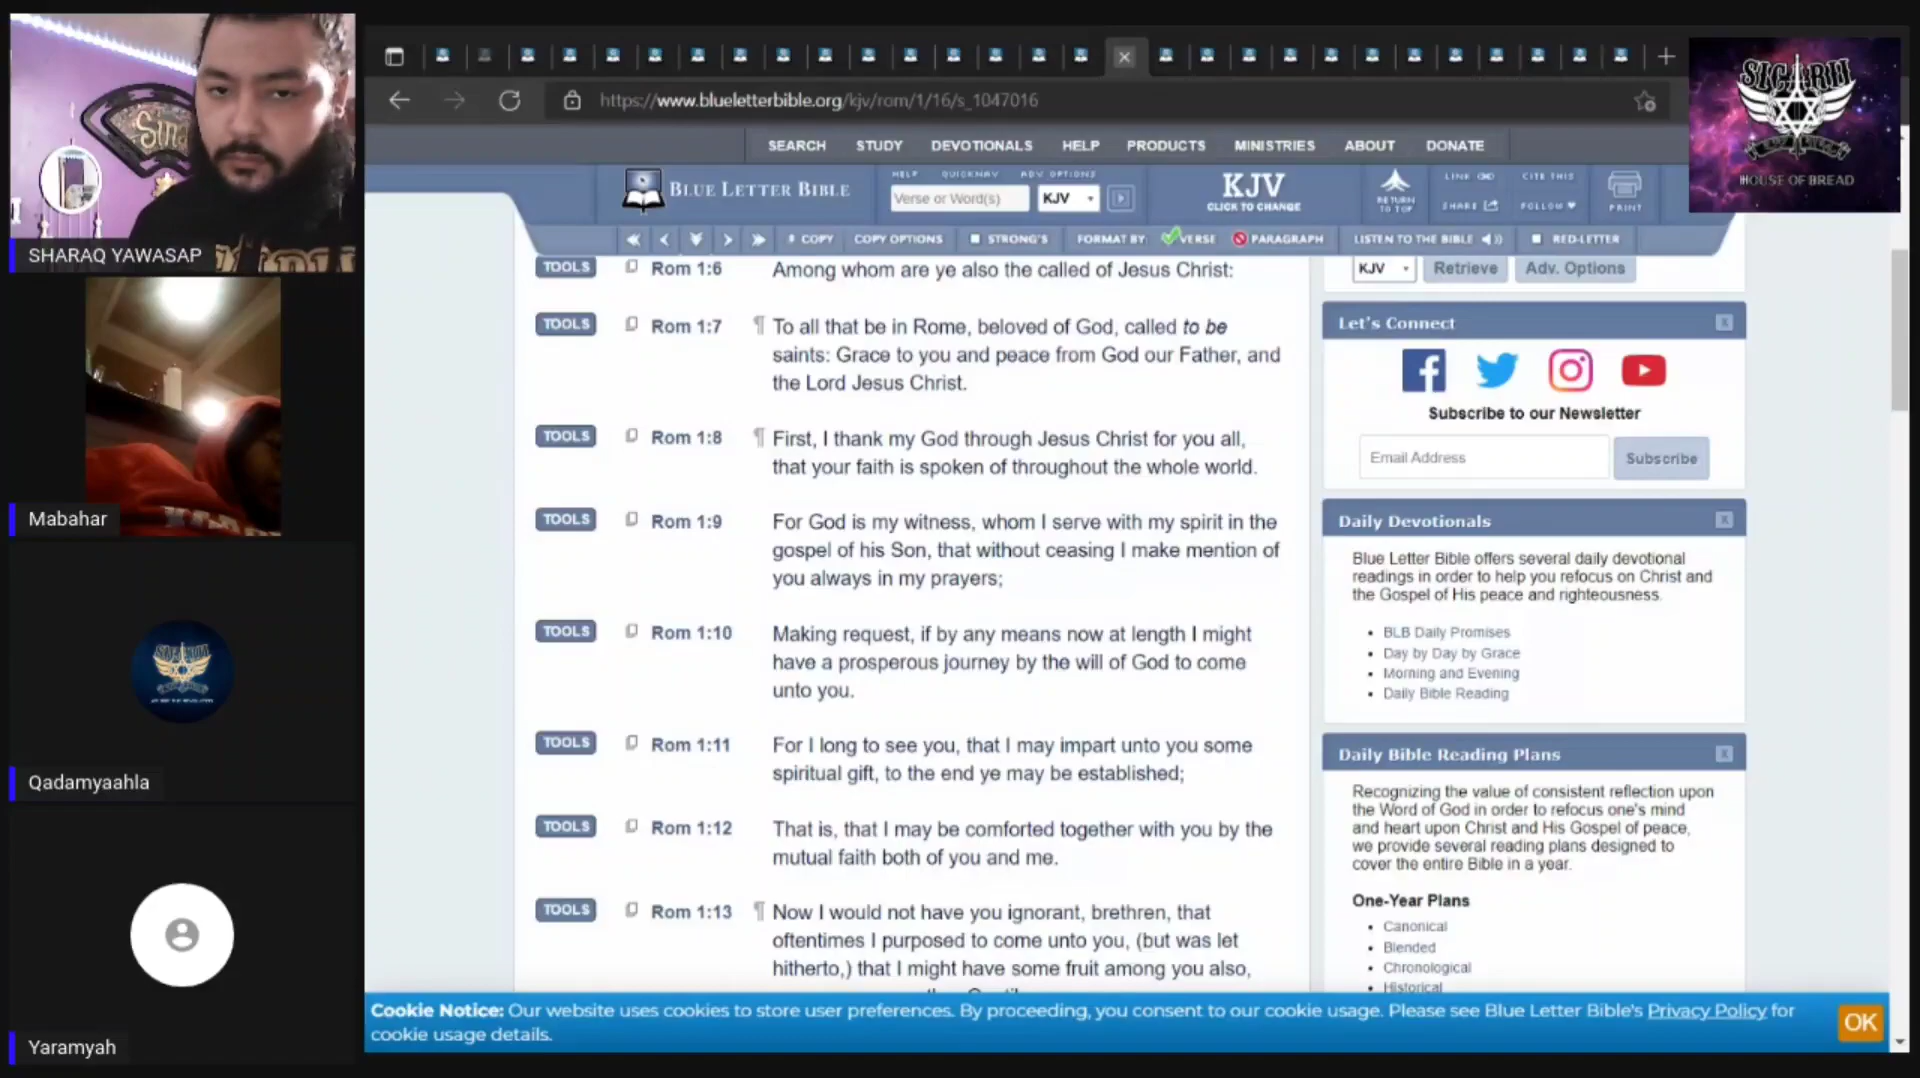 SHARAQ YAWASAP
Mabahar
Qadamyaahla
Yaramyah
https://www.blueletterbible.org/kjv/rom/1/16/s_1047016
SICARII
HOUSE OF BREAD
SEARCH STUDY DEVOTIONALS HELP PRODUCTS MINISTRIES ABOUT DONATE
BLUE LETTER BIBLE
HELP QUICKNAV ADV OPTIONS
Verse or Word(s) KJV
KJV
CLICK TO CHANGE
RETURN
TO TOP
LINK CITE THIS
SHARE FOLLOW
PRINT
COPY COPY OPTIONS STRONG'S FORMAT BY VERSE PARAGRAPH LISTEN TO THE BIBLE RED-LETTER
TOOLS Rom 1:6 Among whom are ye also the called of Jesus Christ:
TOOLS Rom 1:7 ¶ To all that be in Rome, beloved of God, called to be
saints: Grace to you and peace from God our Father, and
the Lord Jesus Christ.
TOOLS Rom 1:8 ¶ First, I thank my God through Jesus Christ for you all,
that your faith is spoken of throughout the whole world.
TOOLS Rom 1:9 For God is my witness, whom I serve with my spirit in the
gospel of his Son, that without ceasing I make mention of
you always in my prayers;
TOOLS Rom 1:10 Making request, if by any means now at length I might
have a prosperous journey by the will of God to come
unto you.
TOOLS Rom 1:11 For I long to see you, that I may impart unto you some
spiritual gift, to the end ye may be established;
TOOLS Rom 1:12 That is, that I may be comforted together with you by the
mutual faith both of you and me.
TOOLS Rom 1:13 ¶ Now I would not have you ignorant, brethren, that
oftentimes I purposed to come unto you, (but was let
hitherto,) that I might have some fruit among you also,
KJV Retrieve Adv. Options
Let's Connect
Subscribe to our Newsletter
Email Address Subscribe
Daily Devotionals
Blue Letter Bible offers several daily devotional
readings in order to help you refocus on Christ and
the Gospel of His peace and righteousness.
• BLB Daily Promises
• Day by Day by Grace
• Morning and Evening
• Daily Bible Reading
Daily Bible Reading Plans
Recognizing the value of consistent reflection upon
the Word of God in order to refocus one's mind
and heart upon Christ and His Gospel of peace,
we provide several reading plans designed to
cover the entire Bible in a year.
One-Year Plans
• Canonical
• Blended
• Chronological
• Historical
Cookie Notice: Our website uses cookies to store user preferences. By proceeding, you consent to our cookie usage. Please see Blue Letter Bible's Privacy Policy for
cookie usage details.
OK